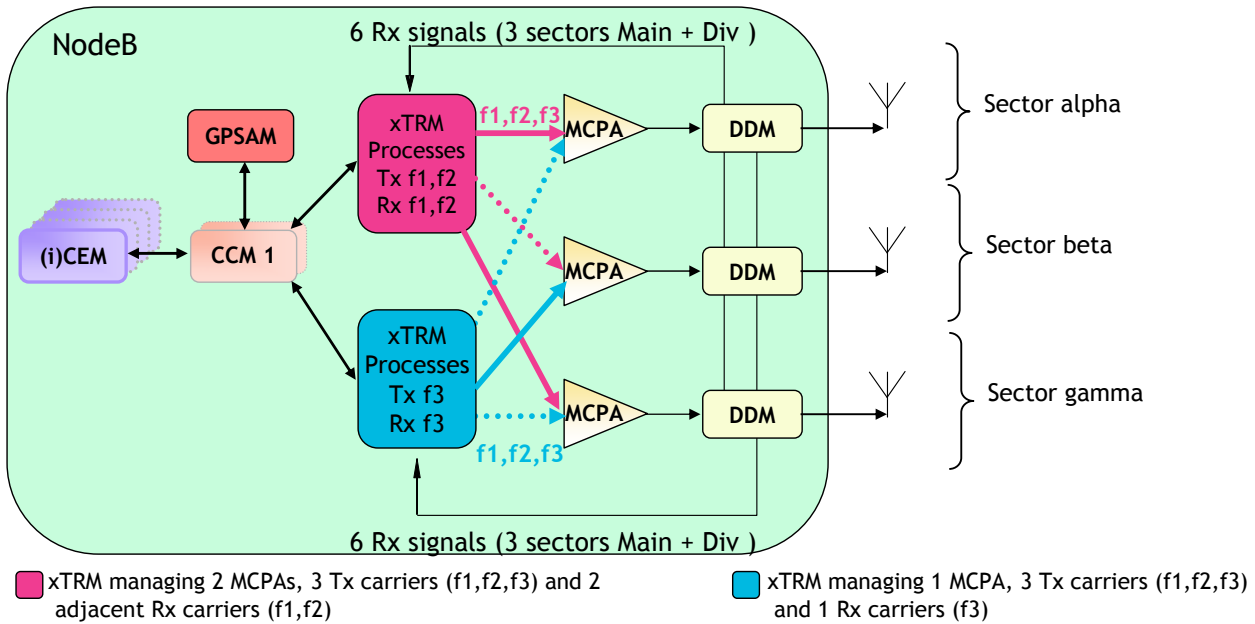 NodeB
6 Rx signals (3 sectors Main + Div )
GPSAM
(i)CEM
CCM 1
xTRM
Processes
Tx f1,f2
Rx f1,f2
f1,f2,f3
MCPA
DDM
Sector alpha
MCPA
DDM
Sector beta
xTRM
Processes
Tx f3
Rx f3
f1,f2,f3
MCPA
DDM
Sector gamma
6 Rx signals (3 sectors Main + Div )
xTRM managing 2 MCPAs, 3 Tx carriers (f1,f2,f3) and 2
adjacent Rx carriers (f1,f2)
xTRM managing 1 MCPA, 3 Tx carriers (f1,f2,f3)
and 1 Rx carriers (f3)